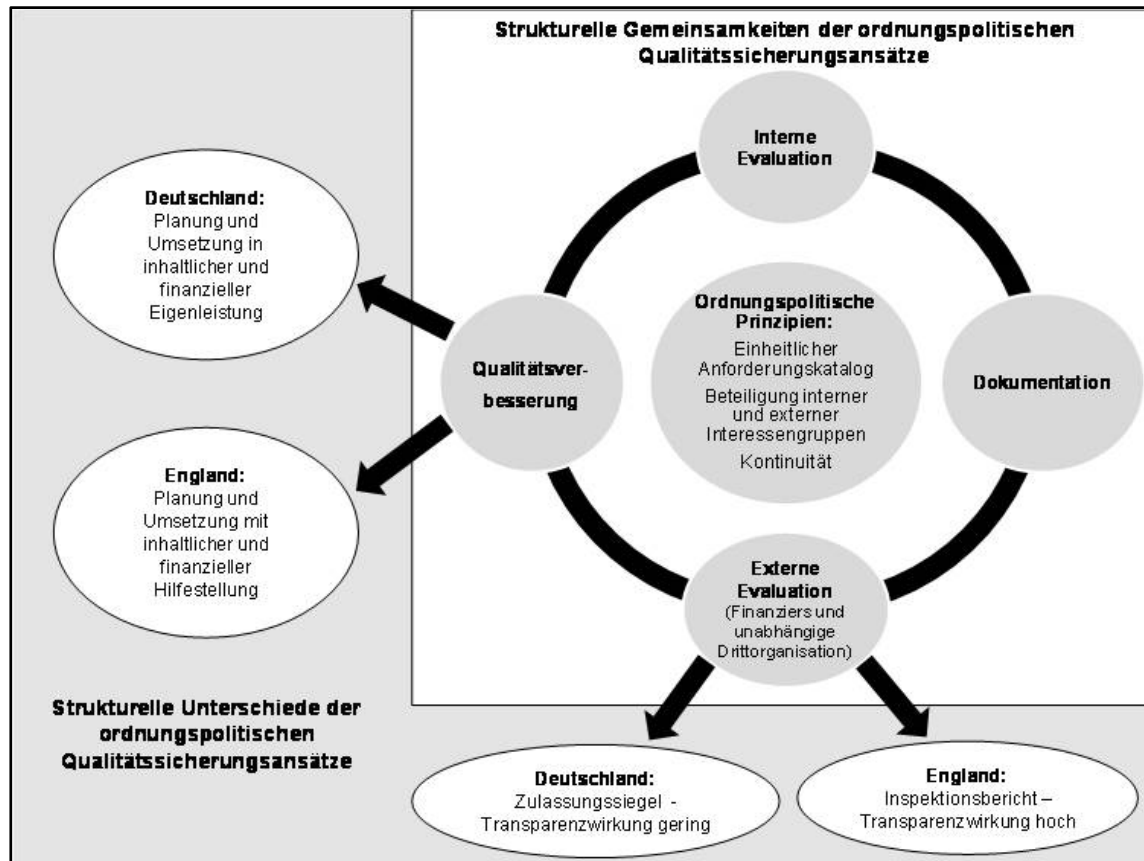 Strukturelle Gemeinsamkeiten der ordnungspolitischen
Qualitätssicherungsansätze
Interne
Evaluation
Deutschland:
Planung und
Umsetzung in
inhaltlicher und
finanzieller
Eigenleistung
Ordnungspolitische
Prinzipien:
Einheitlicher
Anforderungskatalog
Beteiligung interner
und externer
Interessengruppen
Kontinuität
Qualitätsver-
besserung
Dokumentation
England:
Planung und
Umsetzung mit
inhaltlicher und
finanzieller
Hilfestellung
Externe
Evaluation
(Finanziers und
unabhängige
Drittorganisation)
Strukturelle Unterschiede der
ordnungspolitischen
Qualitätssicherungsansätze
Deutschland:
Zulassungssiegel -
Transparenzwirkung gering
England:
Inspektionsbericht –
Transparenzwirkung hoch